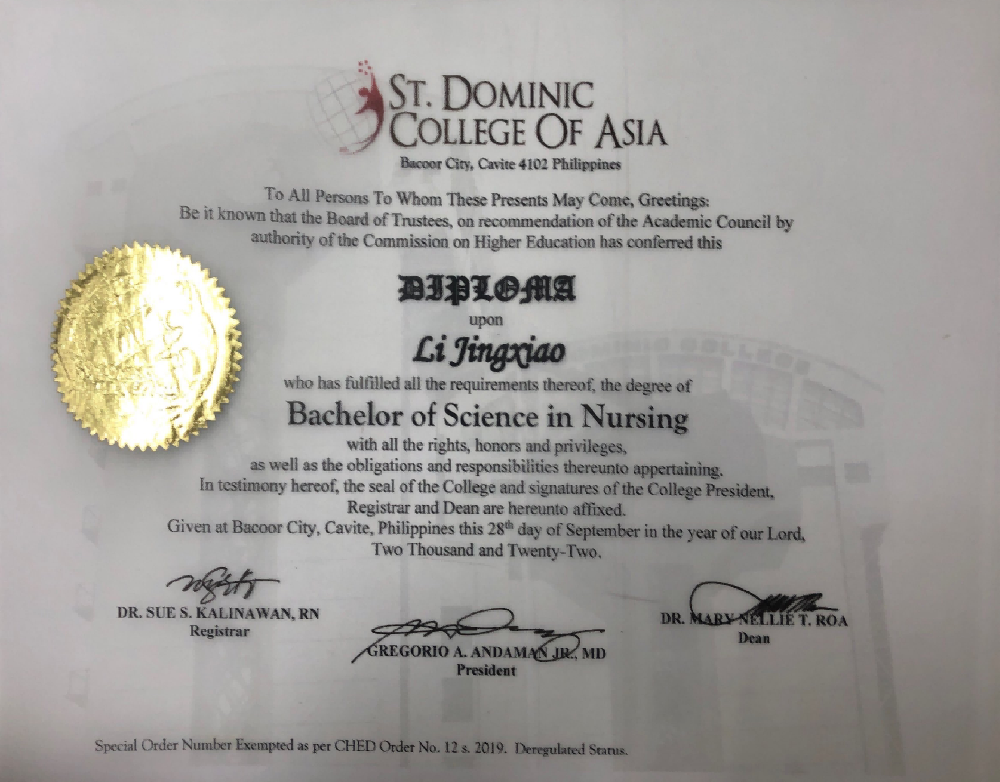 ST. DOMINIC
COLLEGE OF ASIA
Bacoor City, Cavite 4102 Philippines
To All Persons To Whom These Presents May Come, Greetings:
Be it known that the Board of Trustees, on recommendation of the Academic Council by
authority of the Commission on Higher Education has conferred this
DIPLOMA
upon
Li Jingxiao
who has fulfilled all the requirements thereof, the degree of
Bachelor of Science in Nursing
with all the rights, honors and privileges,
as well as the obligations and responsibilities thereunto appertaining.
In testimony hereof, the seal of the College and signatures of the College President,
Registrar and Dean are hereunto affixed.
Given at Bacoor City, Cavite, Philippines this 28th day of September in the year of our Lord,
Two Thousand and Twenty-Two.
DR. SUE S. KALINAWAN, RN
Registrar
GREGORIO A. ANDAMAN JR., MD
President
DR. MARY NELLIE T. ROA
Dean
Special Order Number Exempted as per CHED Order No. 12 s. 2019. Deregulated Status.